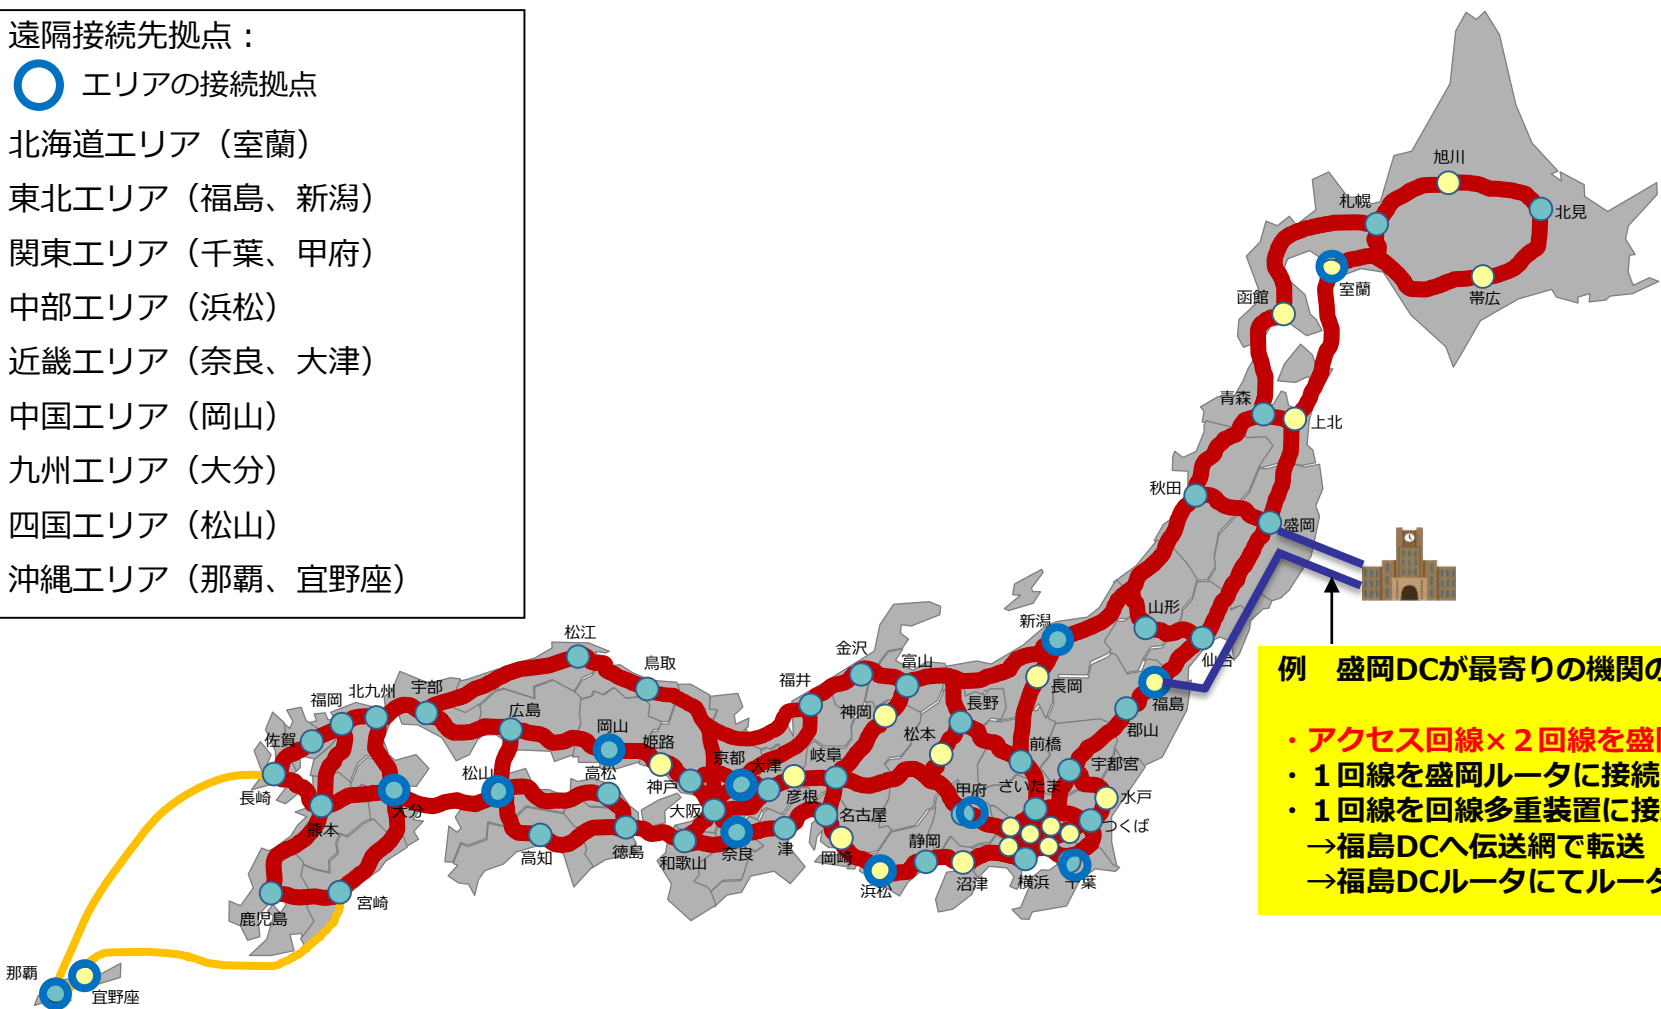 遠隔接続先拠点：
エリアの接続拠点
北海道エリア（室蘭）
東北エリア（福島、新潟）
関東エリア（千葉、甲府）
中部エリア（浜松）
近畿エリア（奈良、大津）
中国エリア（岡山）
九州エリア（大分）
四国エリア（松山）
沖縄エリア（那覇、宜野座）
旭川
札幌
北見
函館
室蘭
帯広
青森
上北
秋田
盛岡
山形
新潟
仙台
福島
長岡
郡山
松江
鳥取
金沢
富山
福井
神岡
長野
松本
前橋
宇都宮
北九州
宇部
福岡
佐賀
広島
岡山
姫路
京都
大津
岐阜
松山
高松
神戸
彦根
甲府
さいたま
水戸
長崎
大分
大阪
名古屋
つくば
熊本
高知
徳島
和歌山
奈良
津
岡崎
静岡
浜松
沼津
横浜
千葉
鹿児島
宮崎
那覇
宜野座
例　盛岡DCが最寄りの機関の
・アクセス回線×２回線を盛岡
・１回線を盛岡ルータに接続
・１回線を回線多重装置に接
→福島DCへ伝送網で転送
→福島DCルータにてルータ